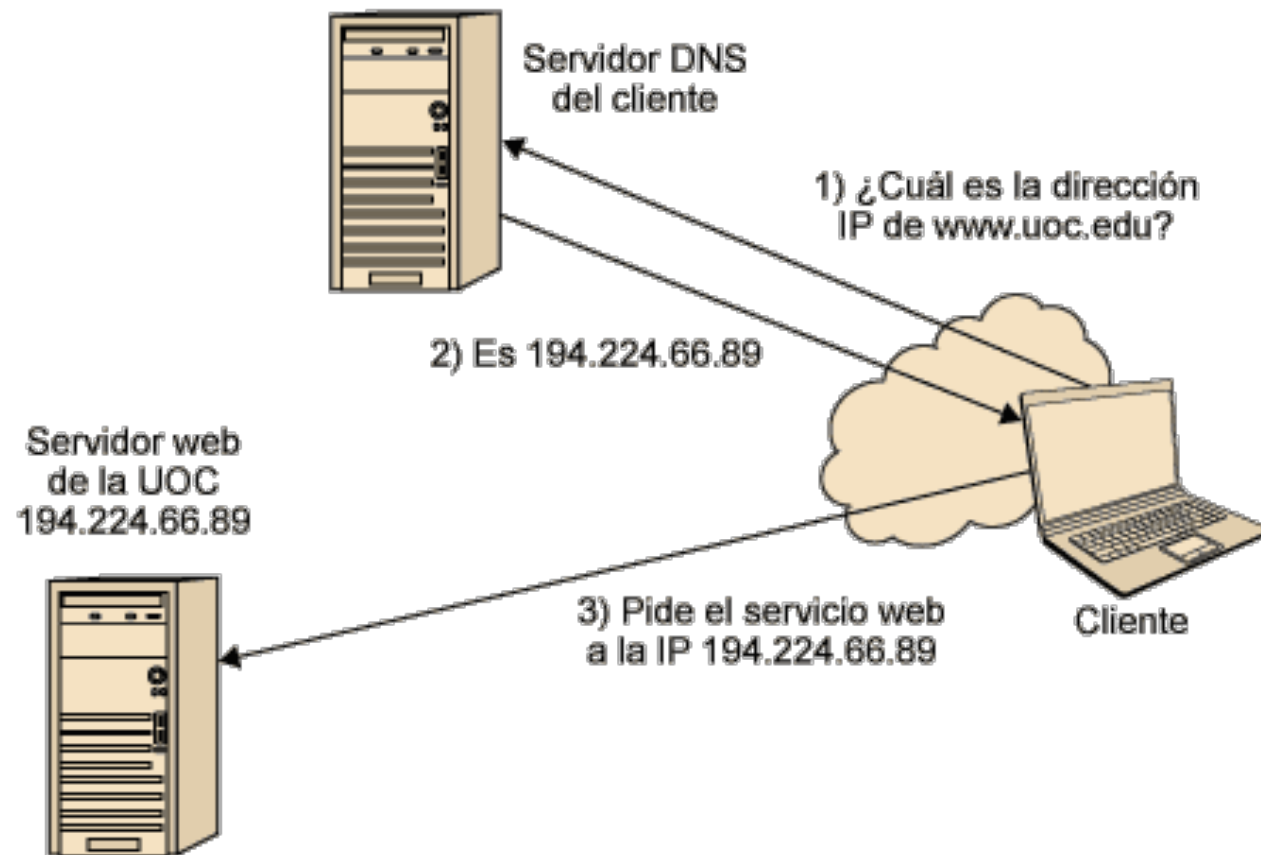 Servidor DNS
del cliente
1) ¿Cuál es la dirección
IP de www.uoc.edu?
2) Es 194.224.66.89
Servidor web
de la UOC
194.224.66.89
3) Pide el servicio web
a la IP 194.224.66.89
Cliente